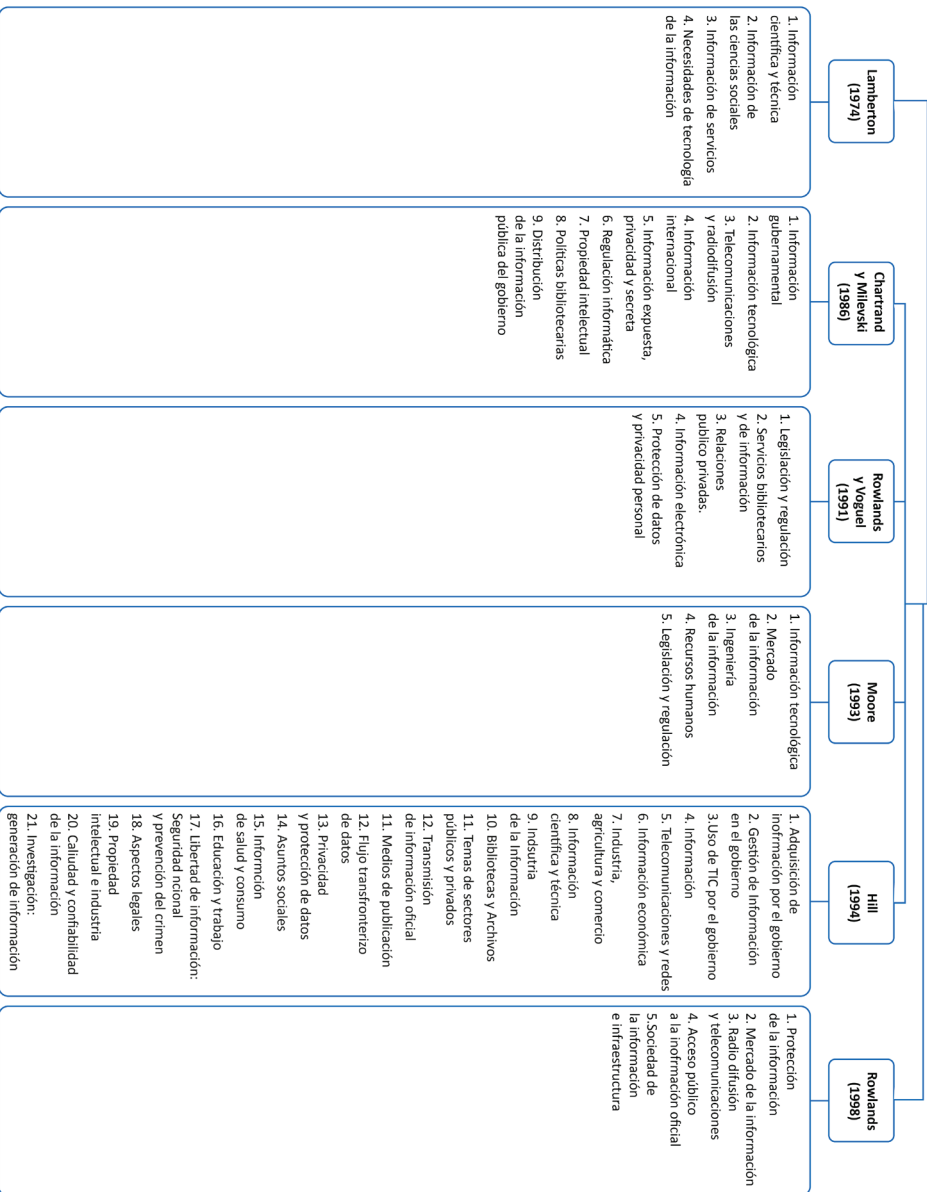 Lamberton
(1974)
1. Información
científica y técnica
2. Información de
las ciencias sociales
3. Información de servicios
4. Necesidades de tecnología
de la información
Chartrand
y Milevski
(1986)
1. Información
gubernamental
2. Información tecnológica
3. Telecomunicaciones
y radiodifusión
4. Información
internacional
5. Información expuesta,
privacidad y secreta
6. Regulación informática
7. Propiedad intelectual
8. Políticas bibliotecarias
9. Distribución
de la información
pública del gobierno
Rowlands
y Voguel
(1991)
1. Legislación y regulación
2. Servicios bibliotecarios
y de información
3. Relaciones
publico privadas.
4. Información electrónica
5. Protección de datos
y privacidad personal
Moore
(1993)
1. Información tecnológica
2. Mercado
de la información
3. Ingeniería
de la información
4. Recursos humanos
5. Legislación y regulación
Hill
(1994)
1. Adquisición de
inofrmación por el gobierno
2. Gestión de Información
en el gobierno
3.Uso de TIC por el gobierno
4. Información
5. Telecomunicaciones y redes
6. Información económica
7. Industria,
agricultura y comercio
8. Información
científica y técnica
9. Indsutria
de la Información
10. Bibliotecas y Archivos
11. Temas de sectores
públicos y privados
12. Transmisión
de información oficial
11. Medios de publicación
12. Flujo transfronterizo
de datos
13. Privacidad
y protección de datos
14. Asuntos sociales
15. Informción
de salud y consumo
16. Educación y trabajo
17. Libertad de información:
Seguridad ncional
y prevención del crimen
18. Aspectos legales
19. Propiedad
intelectual e industria
20. Caliudad y confiabilidad
de la información
21. Investigación:
generación de información
Rowlands
(1998)
1. Protección
de la información
2. Mercado de la información
3. Radio difusión
y telecomunicaciones
4. Acceso público
a la inofrmación oficial
5.Sociedad de
la información
e infraestructura